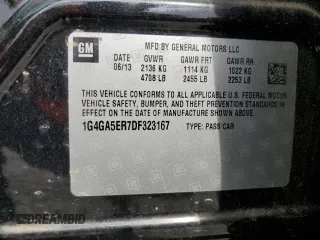 GM
MFD BY GENERAL MOTORS LLC
DATE GVWR GAWR FRT GAWR RR
06/13 2136 KG 1114 KG 1022 KG
4708 LB 2455 LB 2253 LB
THIS VEHICLE CONFORMS TO ALL APPLICABLE U.S. FEDERAL MOTOR
VEHICLE SAFETY, BUMPER, AND THEFT PREVENTION STANDARDS IN
EFFECT ON THE DATE OF MANUFACTURE SHOWN ABOVE.
1G4GA5ER7DF323167 TYPE: PASS CAR
DREAMBID